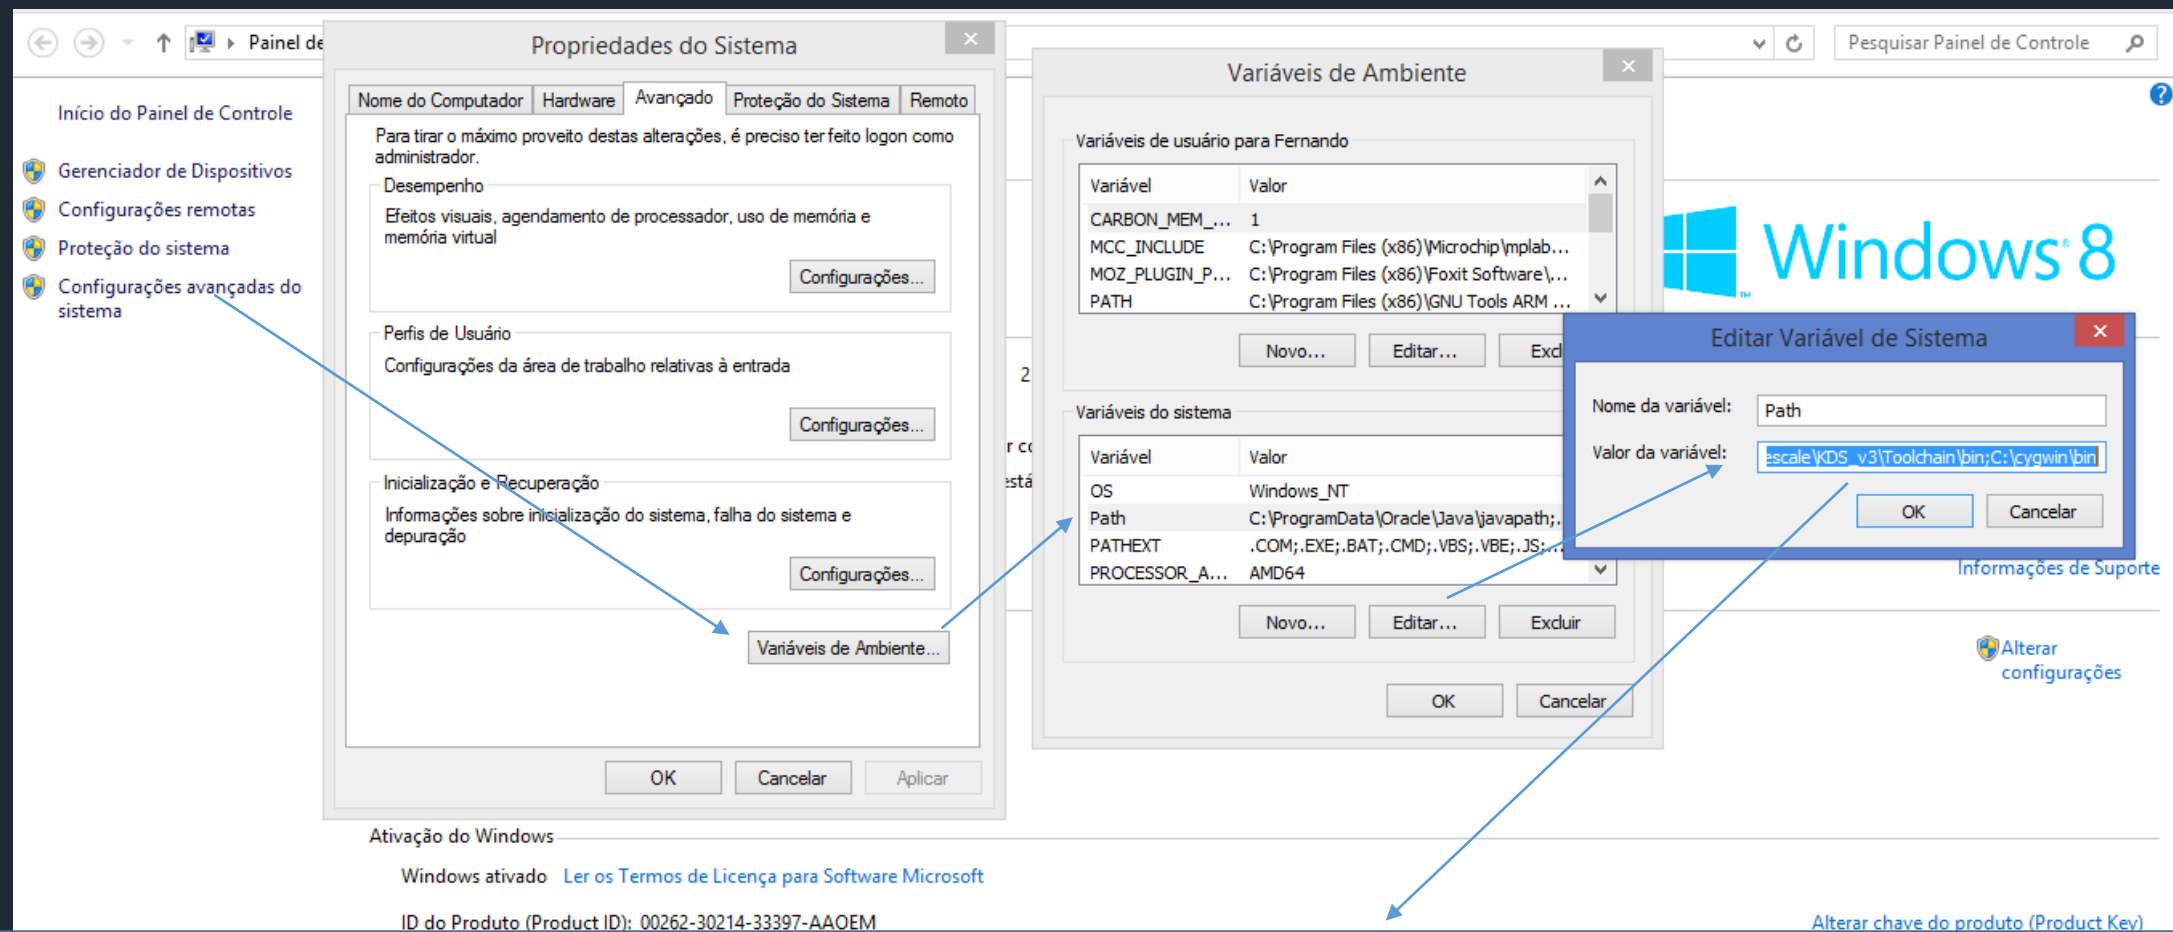 Painel de
Pesquisar Painel de Controle
Início do Painel de Controle
Gerenciador de Dispositivos
Configurações remotas
Proteção do sistema
Configurações avançadas do
sistema
Propriedades do Sistema
Nome do Computador
Hardware
Avançado
Proteção do Sistema
Remoto
Para tirar o máximo proveito destas alterações, é preciso ter feito logon como
administrador.
Desempenho
Efeitos visuais, agendamento de processador, uso de memória e
memória virtual
Configurações...
Perfis de Usuário
Configurações da área de trabalho relativas à entrada
Configurações...
Inicialização e Recuperação
Informações sobre inicialização do sistema, falha do sistema e
depuração
Configurações...
Variáveis de Ambiente...
OK
Cancelar
Aplicar
2
r co
está
Variáveis de Ambiente
Variáveis de usuário para Fernando
Variável Valor
CARBON_MEM_... 1
MCC_INCLUDE C:\Program Files (x86)\Microchip\mplab...
MOZ_PLUGIN_P... C:\Program Files (x86)\Foxit Software\...
PATH C:\Program Files (x86)\GNU Tools ARM ...
Novo...
Editar...
Excl
Variáveis do sistema
Variável Valor
OS Windows_NT
Path C:\ProgramData\Oracle\Java\javapath;.
PATHEXT .COM;.EXE;.BAT;.CMD;.VBS;.VBE;.JS;...
PROCESSOR_A... AMD64
Novo...
Editar...
Excluir
OK
Cancelar
Windows 8
Editar Variável de Sistema
Nome da variável: Path
Valor da variável: escale\KDS_v3\Toolchain\bin;C:\cygwin\bin
OK
Cancelar
Informações de Suporte
Alterar
configurações
Ativação do Windows
Windows ativado Ler os Termos de Licença para Software Microsoft
ID do Produto (Product ID): 00262-30214-33397-AAOEM
Alterar chave do produto (Product Key)